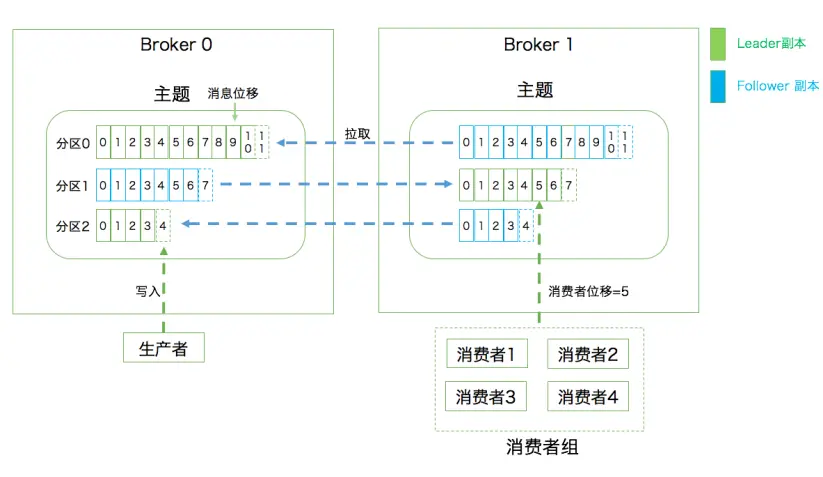 Broker 0
Broker 1
Leader副本
Follower 副本
主题
消息位移
主题
分区0
0 1 2 3 4 5 6 7 8 9 10 11
拉取
0 1 2 3 4 5 6 7 8 9 10 11
分区1
0 1 2 3 4 5 6 7
0 1 2 3 4 5 6 7
分区2
0 1 2 3 4
0 1 2 3 4
写入
消费者位移=5
生产者
消费者1
消费者2
消费者3
消费者4
消费者组